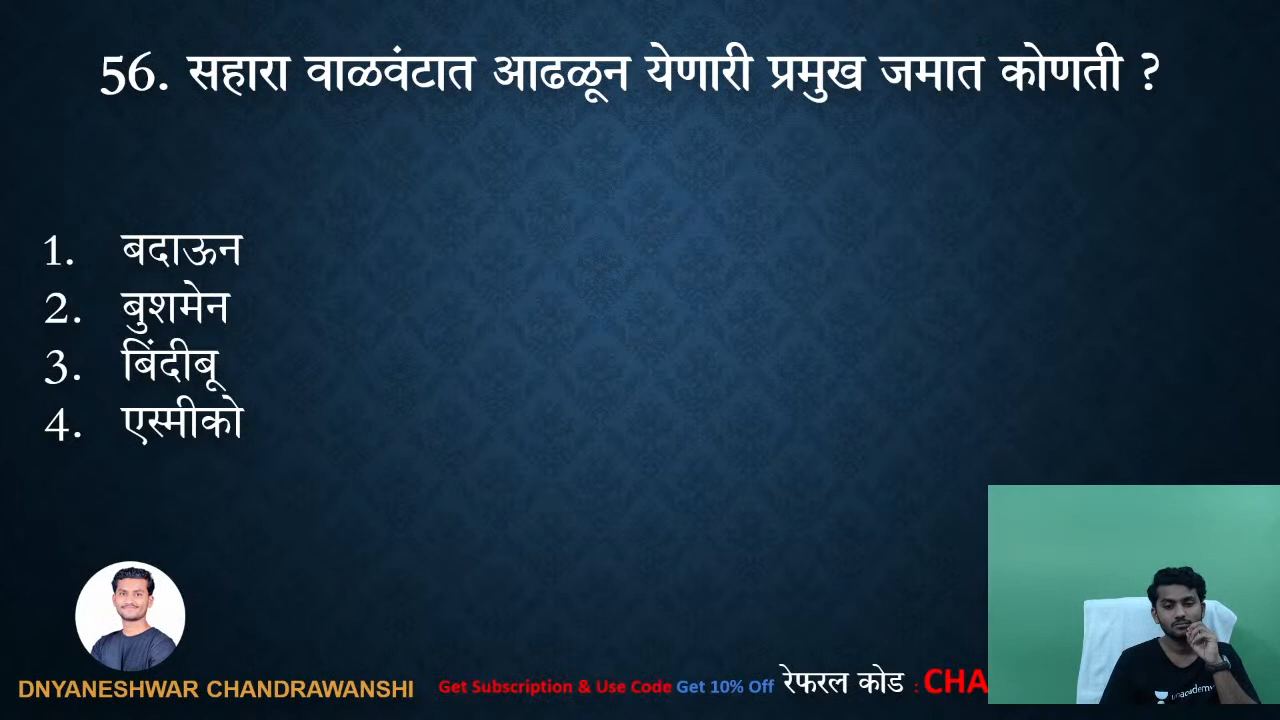 56. सहारा वाळवंटात आढळून येणारी प्रमुख जमात कोणती ?
1. बदाऊन
2. बुशमेन
3. बिंदीबू
4. एस्मीको
DNYANESHWAR CHANDRAWANSHI
Get Subscription & Use Code Get 10% Off रेफरल कोड : CHA
unacademy